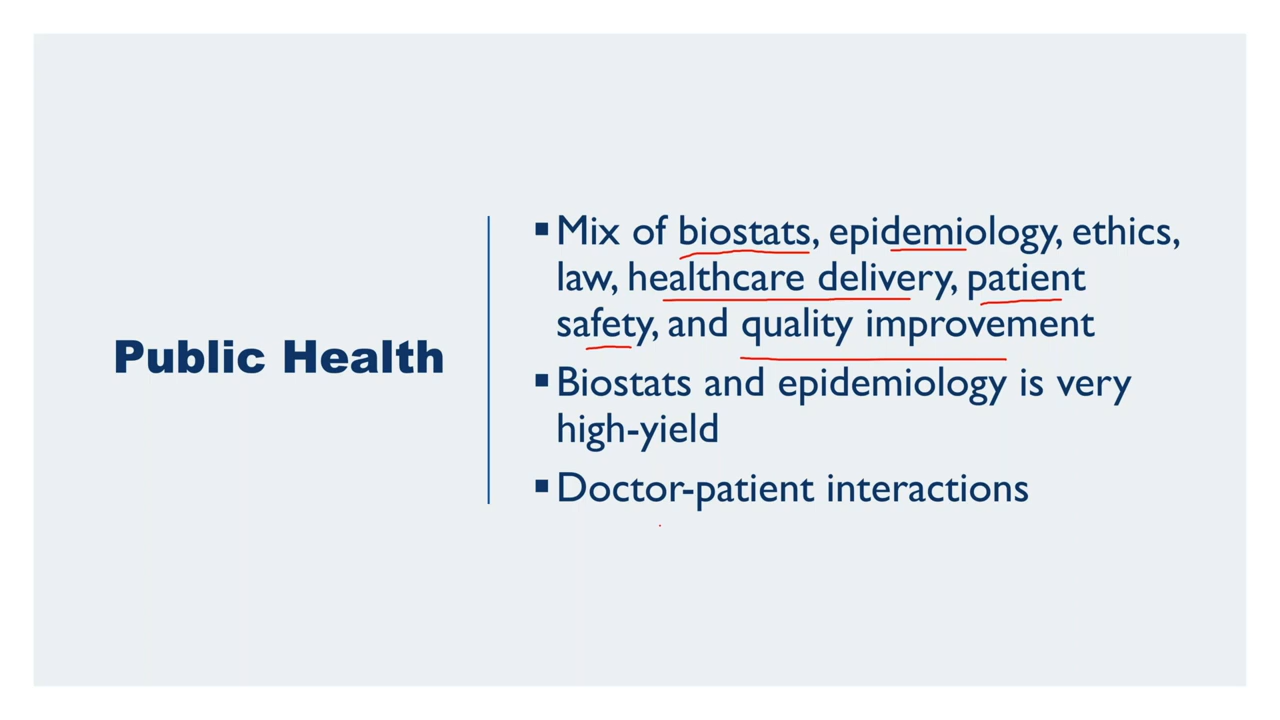 Public Health
▪Mix of biostats, epidemiology, ethics,
law, healthcare delivery, patient
safety, and quality improvement
▪Biostats and epidemiology is very
high-yield
▪Doctor-patient interactions